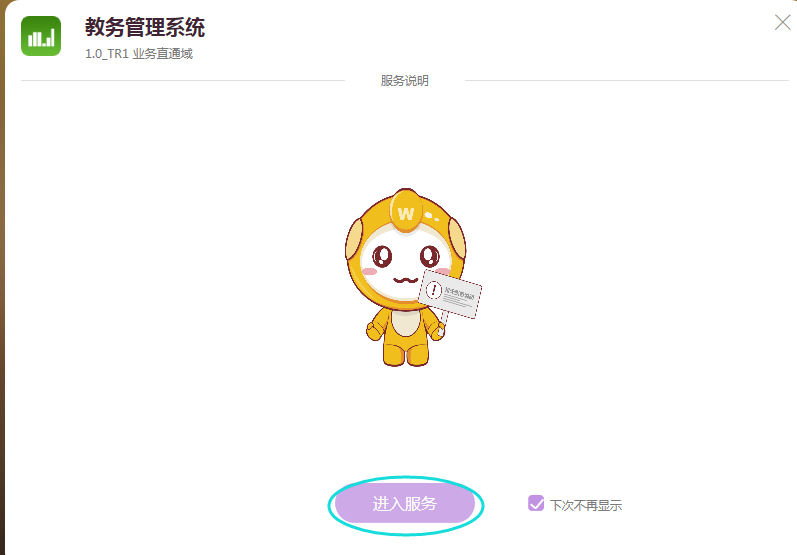 教务管理系统
1.0_TR1 业务直通域
服务说明
W
进入服务
下次不再显示